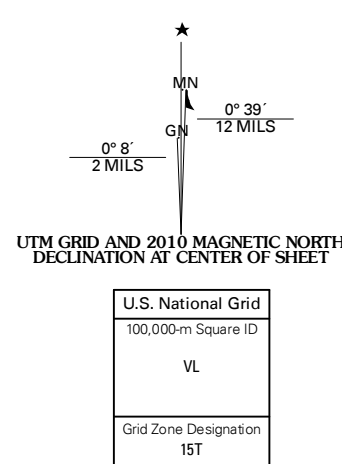 MN
0° 39´
12 MILS
GN
0° 8´
2 MILS
UTM GRID AND 2010 MAGNETIC NORTH
DECLINATION AT CENTER OF SHEET
U.S. National Grid
100,000-m Square ID
VL
Grid Zone Designation
15T